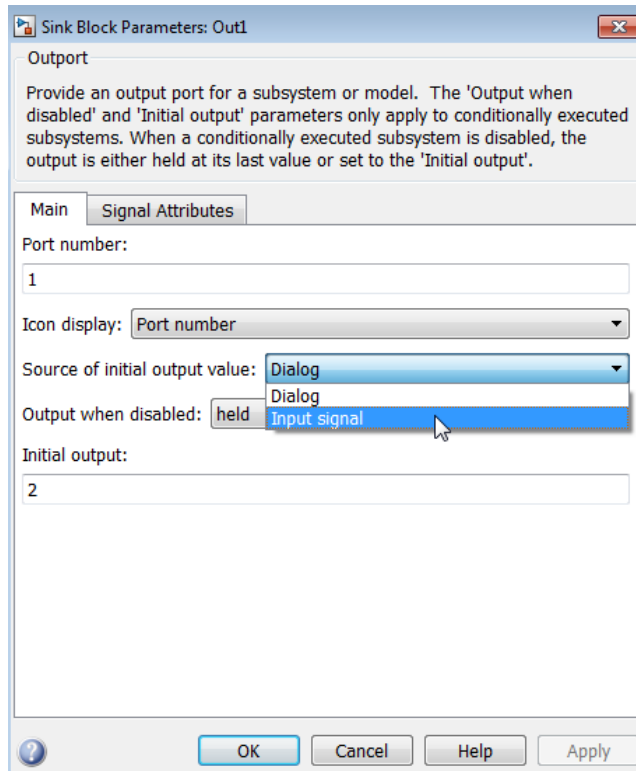 Sink Block Parameters: Out1
Outport
Provide an output port for a subsystem or model.  The 'Output when
disabled' and 'Initial output' parameters only apply to conditionally executed
subsystems. When a conditionally executed subsystem is disabled, the
output is either held at its last value or set to the 'Initial output'.
Main Signal Attributes
Port number:
1
Icon display: Port number
Source of initial output value: Dialog
Dialog
Output when disabled: held Input signal
Initial output:
2
? OK Cancel Help Apply